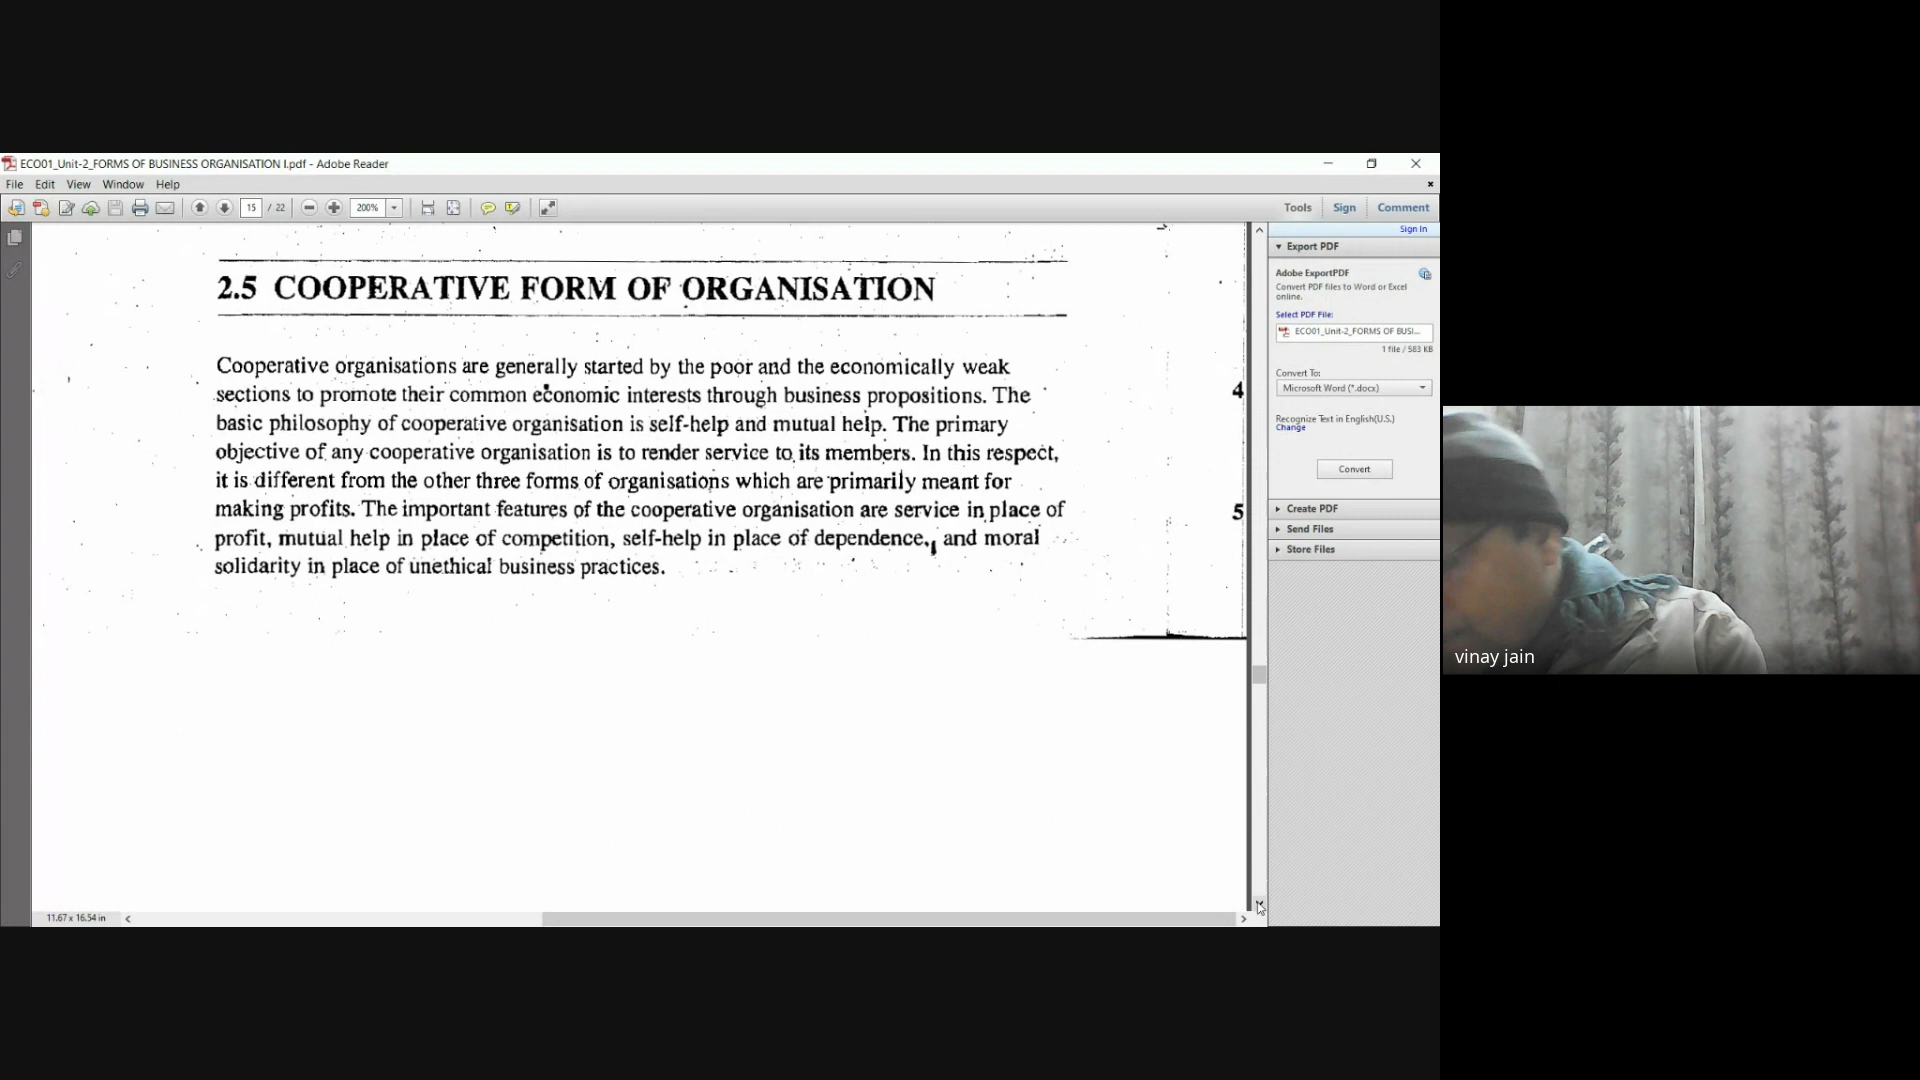 ECO01_Unit-2_FORMS OF BUSINESS ORGANISATION I.pdf - Adobe Reader
File Edit View Window Help
15 / 22 200% Tools Sign Comment
Sign In
Export PDF
Adobe ExportPDF
Convert PDF files to Word or Excel
online.
Select PDF File:
ECO01_Unit-2_FORMS OF BUSI...
1 file / 583 KB
Convert To:
Microsoft Word (*.docx)
Recognize Text in English(U.S.)
Change
Convert
Create PDF
Send Files
Store Files
2.5 COOPERATIVE FORM OF ORGANISATION
Cooperative organisations are generally started by the poor and the economically weak
sections to promote their common economic interests through business propositions. The
basic philosophy of cooperative organisation is self-help and mutual help. The primary
objective of any cooperative organisation is to render service to its members. In this respect,
it is different from the other three forms of organisations which are primarily meant for
making profits. The important features of the cooperative organisation are service in place of
profit, mutual help in place of competition, self-help in place of dependence, and moral
solidarity in place of unethical business practices.
4
5
11.67 x 16.54 in
vinay jain